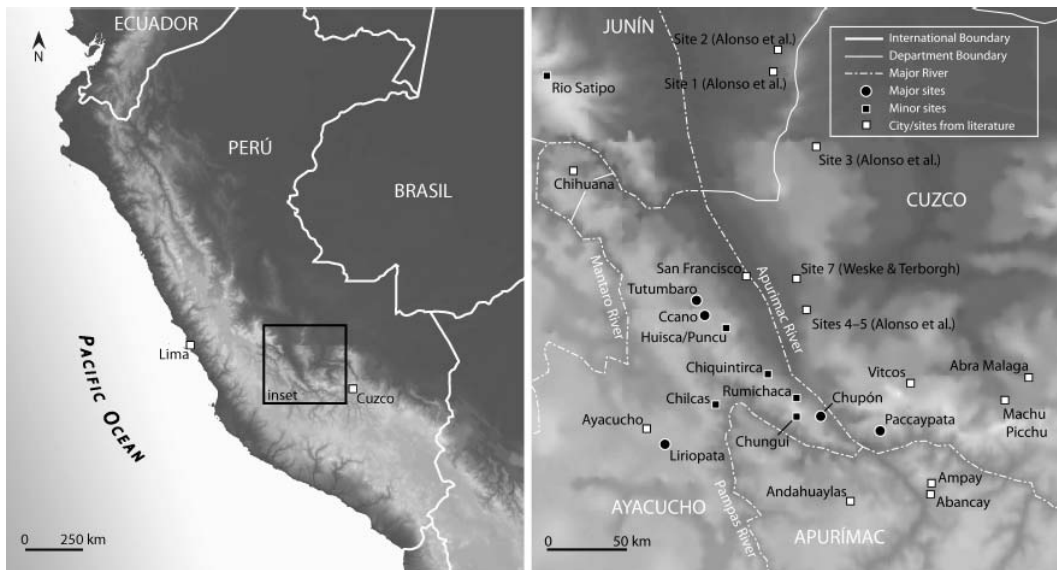 ECUADOR
N
PERÚ
BRASIL
PACIFIC OCEAN
Lima
inset
Cuzco
0 250 km
JUNÍN
Site 2 (Alonso et al.)
Site 1 (Alonso et al.)
Rio Satipo
International Boundary
Department Boundary
Major River
Major sites
Minor sites
City/sites from literature
Site 3 (Alonso et al.)
Chihuana
CUZCO
Mantaro River
San Francisco
Apurimac River
Site 7 (Weske & Terborgh)
Tutumbaro
Ccano
Huisca/Puncu
Sites 4–5 (Alonso et al.)
Chiquintirca
Vitcos
Abra Malaga
Rumichaca
Chupón
Chilcas
Machu
Picchu
Ayacucho
Chungui
Paccaypata
Liriopata
Pampas River
Andahuaylas
Ampay
Abancay
AYACUCHO
APURÍMAC
0 50 km